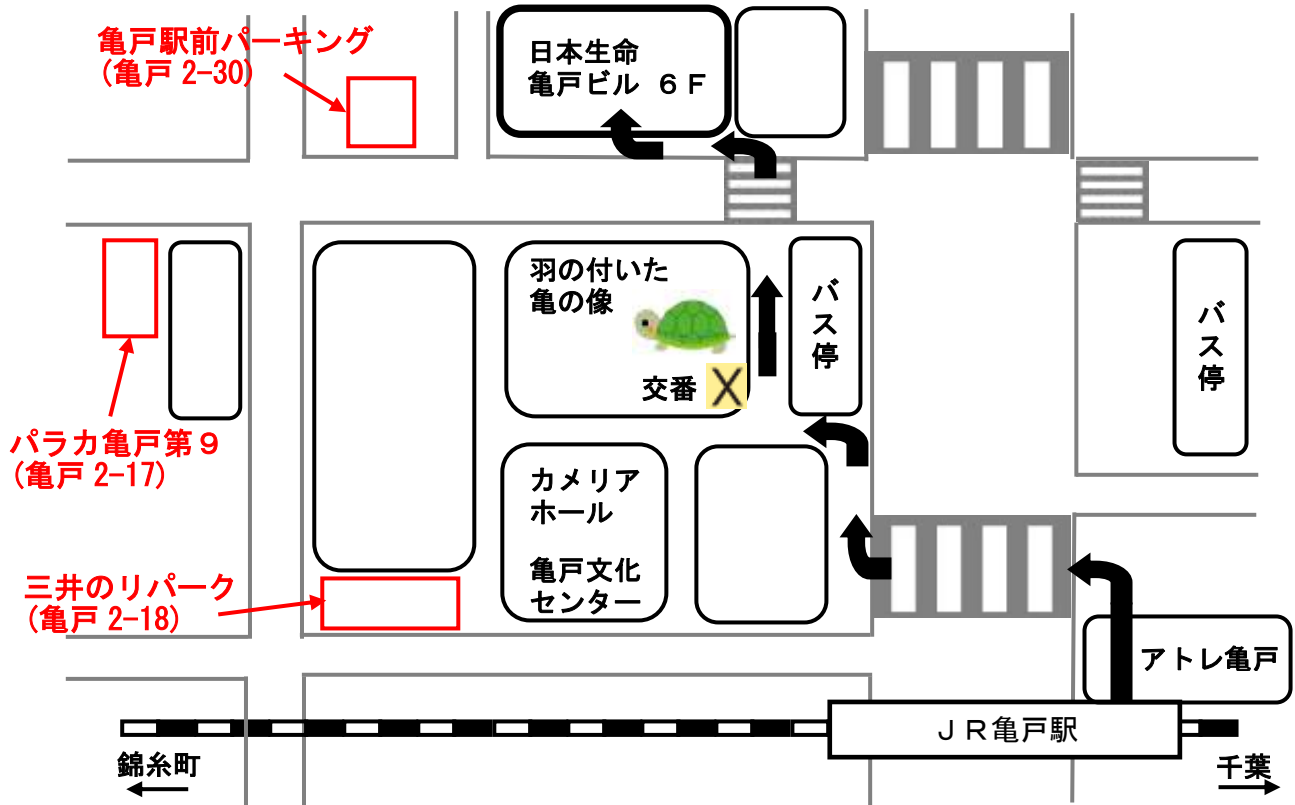 亀戸駅前パーキング
(亀戸 2-30)
日本生命
亀戸ビル ６Ｆ
羽の付いた
亀の像
交番 X
バス停
バス停
パラカ亀戸第９
(亀戸 2-17)
カメリア
ホール
亀戸文化
センター
三井のリパーク
(亀戸 2-18)
アトレ亀戸
ＪＲ亀戸駅
錦糸町
千葉